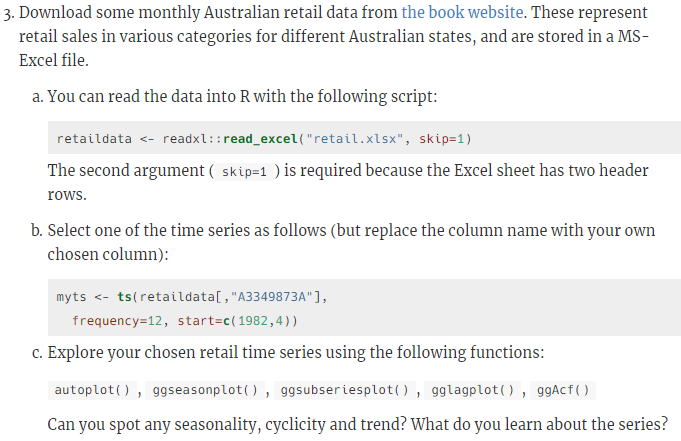 3. Download some monthly Australian retail data from the book website. These represent
retail sales in various categories for different Australian states, and are stored in a MS-
Excel file.
a. You can read the data into R with the following script:
retaildata <- readxl::read_excel("retail.xlsx", skip=1)
The second argument ( skip=1 ) is required because the Excel sheet has two header
rows.
b. Select one of the time series as follows (but replace the column name with your own
chosen column):
myts <- ts(retaildata[,"A3349873A"],
  frequency=12, start=c(1982,4))
c. Explore your chosen retail time series using the following functions:
autoplot() , ggseasonplot() , ggsubseriesplot() , gglagplot() , ggAcf()
Can you spot any seasonality, cyclicity and trend? What do you learn about the series?